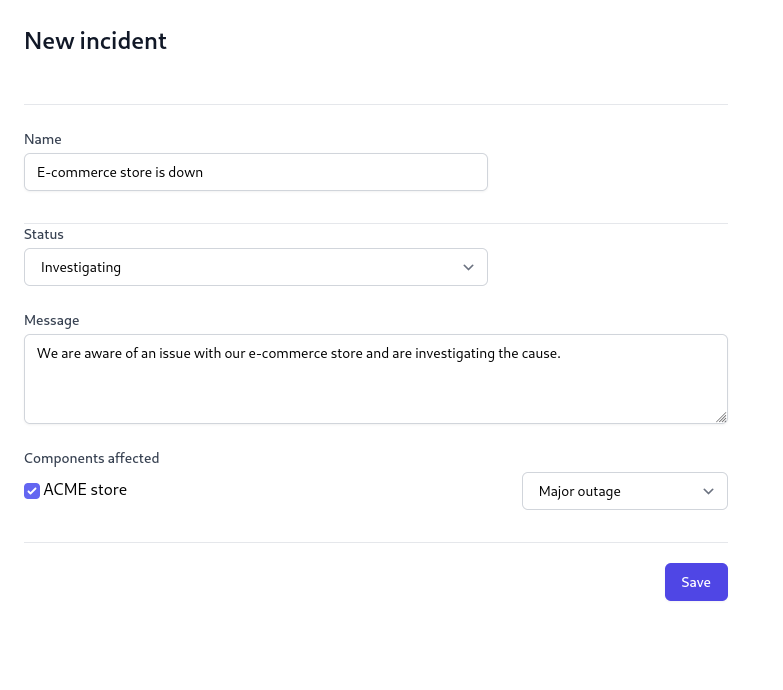 New incident
Name
E-commerce store is down
Status
Investigating
Message
We are aware of an issue with our e-commerce store and are investigating the cause.
Components affected
ACME store
Major outage
Save